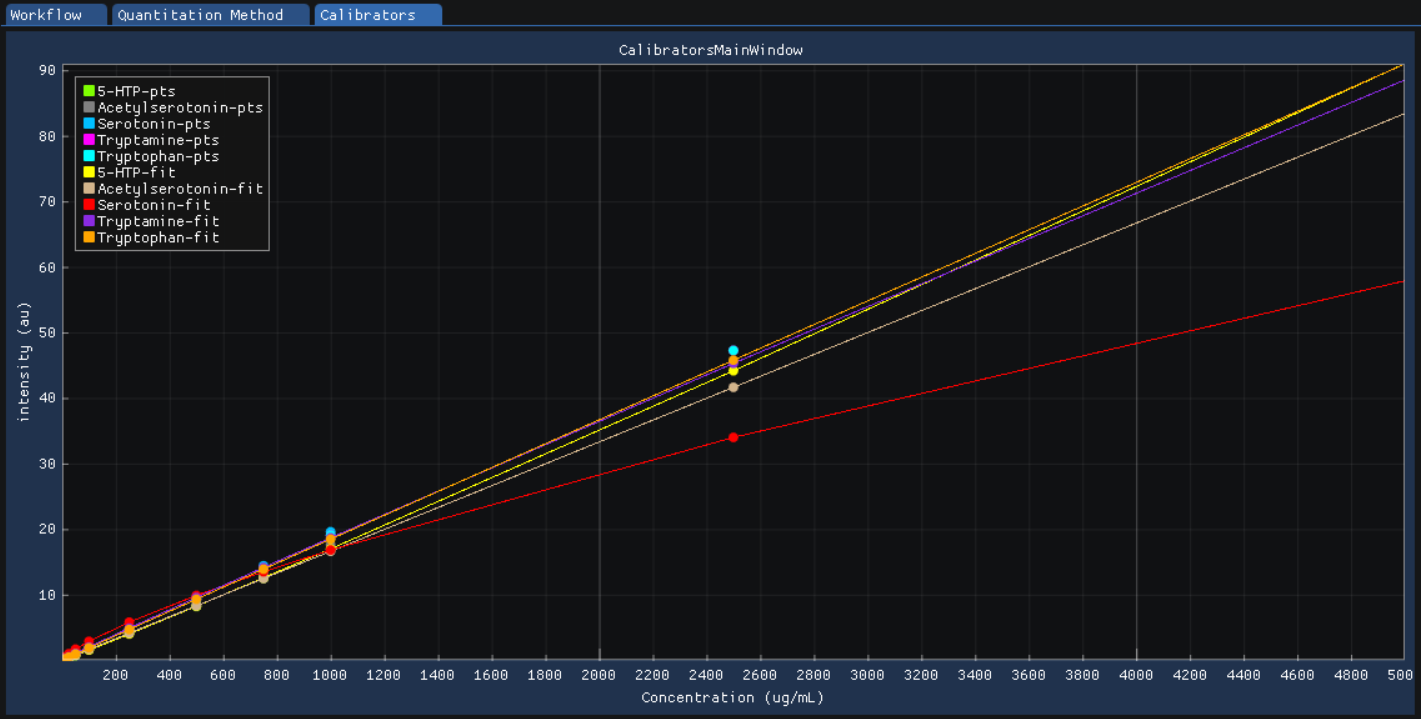 Workflow Quantitation Method Calibrators
CalibratorsMainWindow
90
80
70
60
50
40
30
20
10
intensity (au)
5-HTP-pts
Acetylserotonin-pts
Serotonin-pts
Tryptamine-pts
Tryptophan-pts
5-HTP-fit
Acetylserotonin-fit
Serotonin-fit
Tryptamine-fit
Tryptophan-fit
200 400 600 800 1000 1200 1400 1600 1800 2000 2200 2400 2600 2800 3000 3200 3400 3600 3800 4000 4200 4400 4600 4800 500
Concentration (ug/mL)